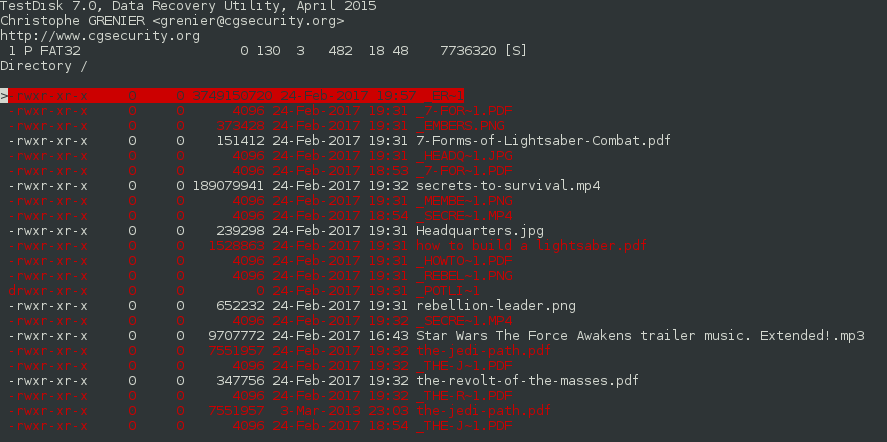 TestDisk 7.0, Data Recovery Utility, April 2015
Christophe GRENIER <grenier@cgsecurity.org>
http://www.cgsecurity.org
1 P FAT32 0 130 3 482 18 48 7736320 [S]
Directory /
>-rwxr-xr-x 0 0 8749150720 24-Feb-2017 19:57
-rwxr-xr-x 0 0 4096 24-Feb-2017 19:31 _7-FOR~1.PDF
-rwxr-xr-x 0 0 373428 24-Feb-2017 19:31 _EMBERS.PNG
-rwxr-xr-x 0 0 151412 24-Feb-2017 19:31 7-Forms-of-Lightsaber-Combat.pdf
-rwxr-xr-x 0 0 4096 24-Feb-2017 19:31 _HEADQ~1.JPG
-rwxr-xr-x 0 0 4096 24-Feb-2017 18:53 _7-FOR~1.PDF
-rwxr-xr-x 0 0 189079941 24-Feb-2017 19:32 secrets-to-survival.mp4
-rwxr-xr-x 0 0 4096 24-Feb-2017 19:31 _MEMBE~1.PNG
-rwxr-xr-x 0 0 4096 24-Feb-2017 18:54 _SECRE~1.MP4
-rwxr-xr-x 0 0 239298 24-Feb-2017 19:31 Headquarters.jpg
-rwxr-xr-x 0 0 1528863 24-Feb-2017 19:31 how to build a lightsaber.pdf
-rwxr-xr-x 0 0 4096 24-Feb-2017 19:31 _HOWTO~1.PDF
-rwxr-xr-x 0 0 4096 24-Feb-2017 19:31 _REBEL~1.PNG
drwxr-xr-x 0 0 0 24-Feb-2017 19:31 _POTLI~1
-rwxr-xr-x 0 0 652232 24-Feb-2017 19:31 rebellion-leader.png
-rwxr-xr-x 0 0 4096 24-Feb-2017 19:32 _SECRE~1.MP4
-rwxr-xr-x 0 0 9707772 24-Feb-2017 16:43 Star Wars The Force Awakens trailer music. Extended!.mp3
-rwxr-xr-x 0 0 7551957 24-Feb-2017 19:32 the-jedi-path.pdf
-rwxr-xr-x 0 0 4096 24-Feb-2017 19:32 _THE-J~1.PDF
-rwxr-xr-x 0 0 347756 24-Feb-2017 19:32 the-revolt-of-the-masses.pdf
-rwxr-xr-x 0 0 4096 24-Feb-2017 19:32 _THE-R~1.PDF
-rwxr-xr-x 0 0 7551957 3-Mar-2013 23:03 the-jedi-path.pdf
-rwxr-xr-x 0 0 4096 24-Feb-2017 18:54 _THE-J~1.PDF